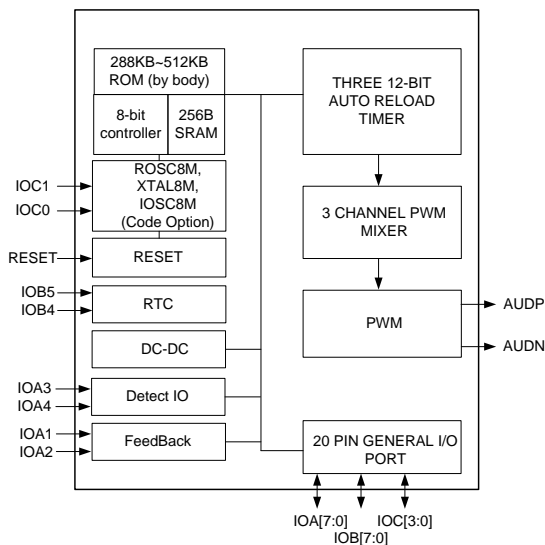 288KB~512KB
ROM (by body)
8-bit
controller
256B
SRAM
ROSC8M,
XTAL8M,
IOSC8M
(Code Option)
IOC1
IOC0
RESET
RESET
IOB5
IOB4
RTC
DC-DC
IOA3
IOA4
Detect IO
IOA1
IOA2
FeedBack
THREE 12-BIT
AUTO RELOAD
TIMER
3 CHANNEL PWM
MIXER
PWM
AUDP
AUDN
20 PIN GENERAL I/O
PORT
IOA[7:0]
IOB[7:0]
IOC[3:0]